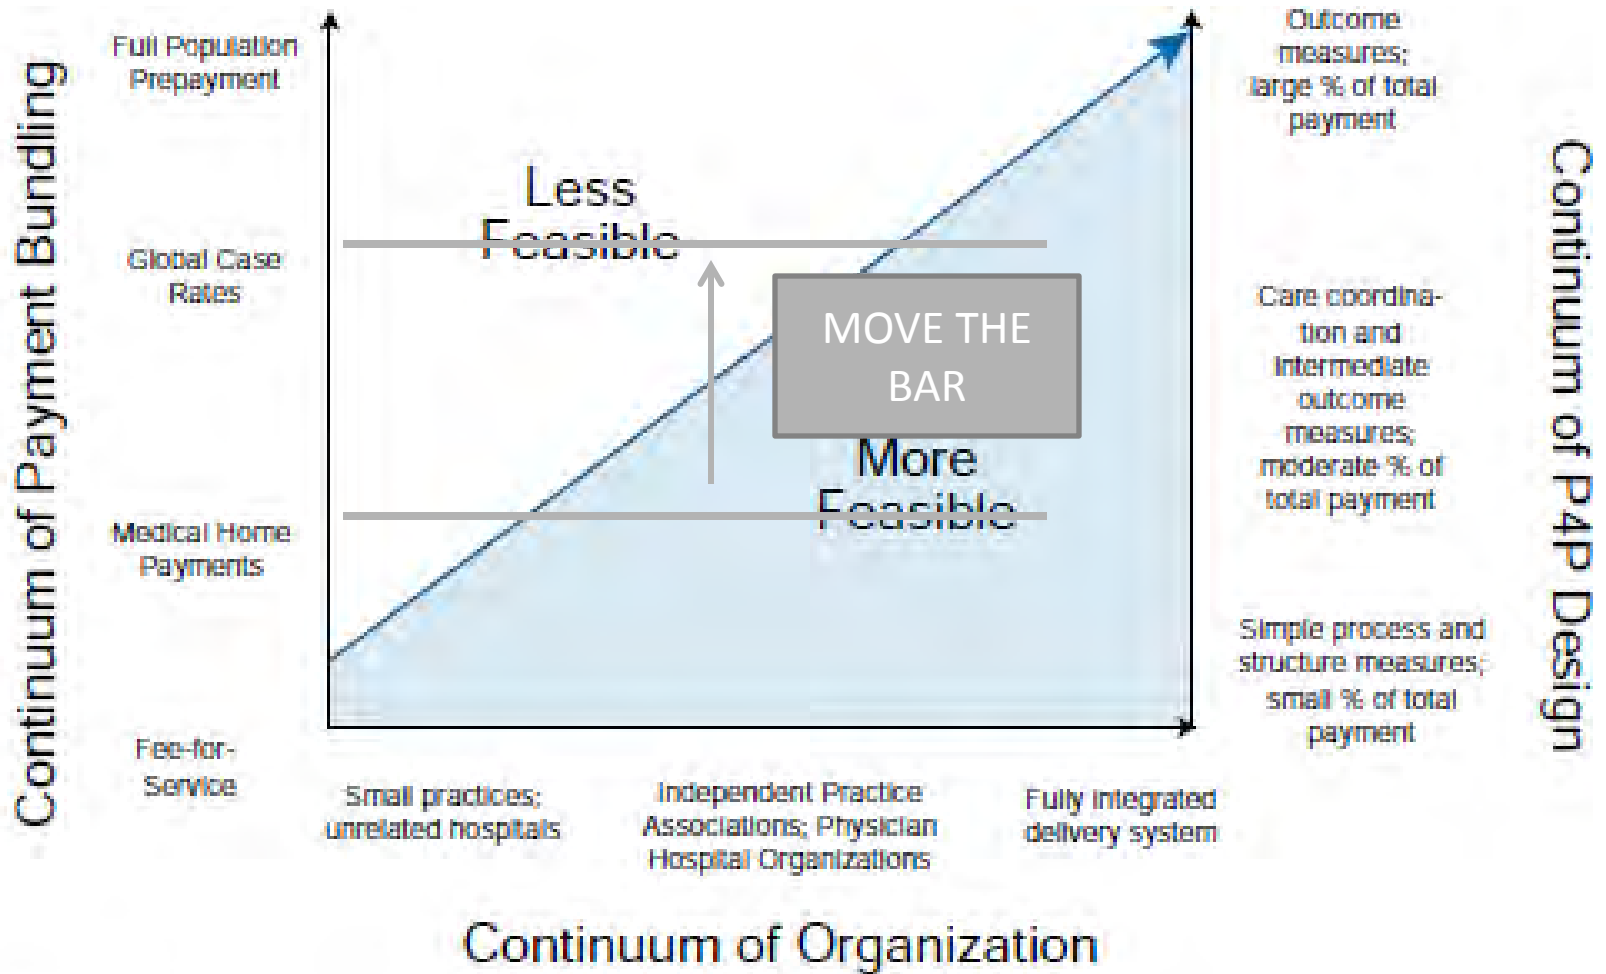 Continuum of Payment Bundling
Full Population
Prepayment
Global Case
Rates
Medical Home
Payments
Fee-for-
Service
Less
Feasible
MOVE THE
BAR
More
Feasible
Outcome
measures;
large % of total
payment
Care coordina-
tion and
intermediate
outcome
measures;
moderate % of
total payment
Simple process and
structure measures;
small % of total
payment
Continuum of P4P Design
Small practices;
unrelated hospitals
Independent Practice
Associations; Physician
Hospital Organizations
Fully integrated
delivery system
Continuum of Organization